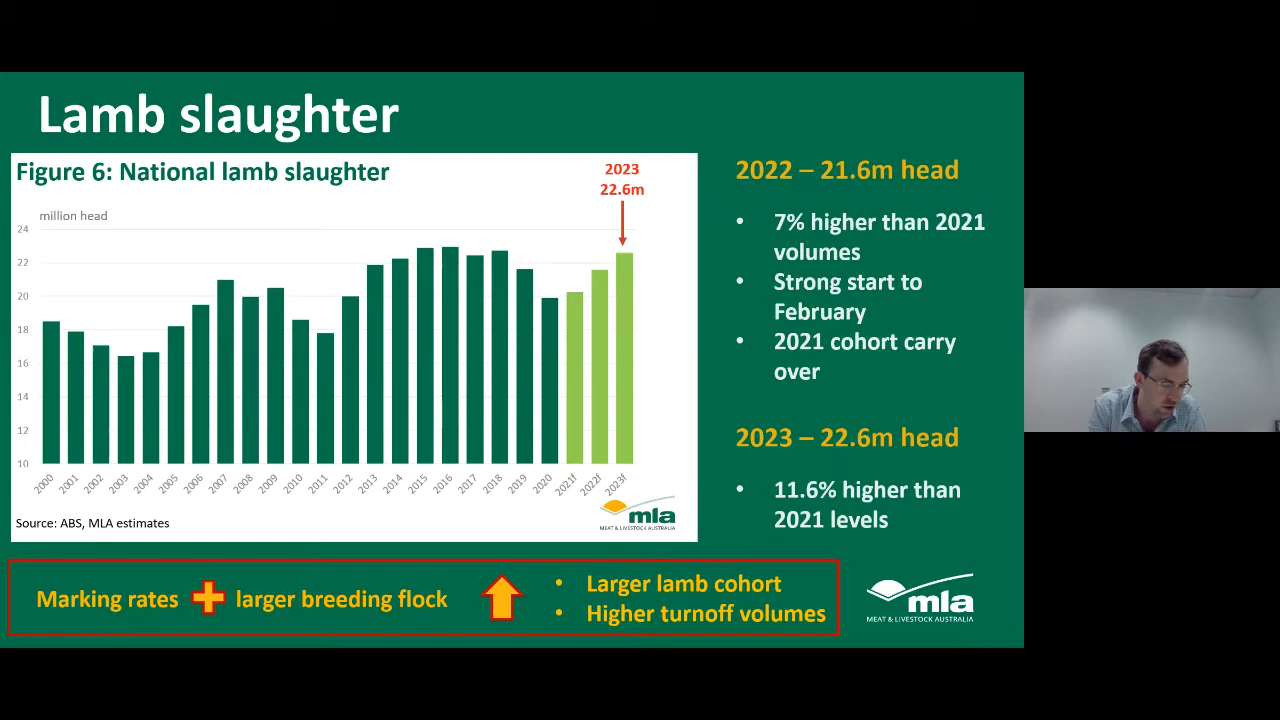 Lamb slaughter
Figure 6: National lamb slaughter
2023
22.6m
million head
24
22
20
18
16
14
12
10
2000 2001 2002 2003 2004 2005 2006 2007 2008 2009 2010 2011 2012 2013 2014 2015 2016 2017 2018 2019 2020 2021f 2022f 2023f
mla
MEAT & LIVESTOCK AUSTRALIA
Source: ABS, MLA estimates
2022 – 21.6m head
• 7% higher than 2021
volumes
• Strong start to
February
• 2021 cohort carry
over
2023 – 22.6m head
• 11.6% higher than
2021 levels
Marking rates + larger breeding flock
• Larger lamb cohort
• Higher turnoff volumes
mla
MEAT & LIVESTOCK AUSTRALIA